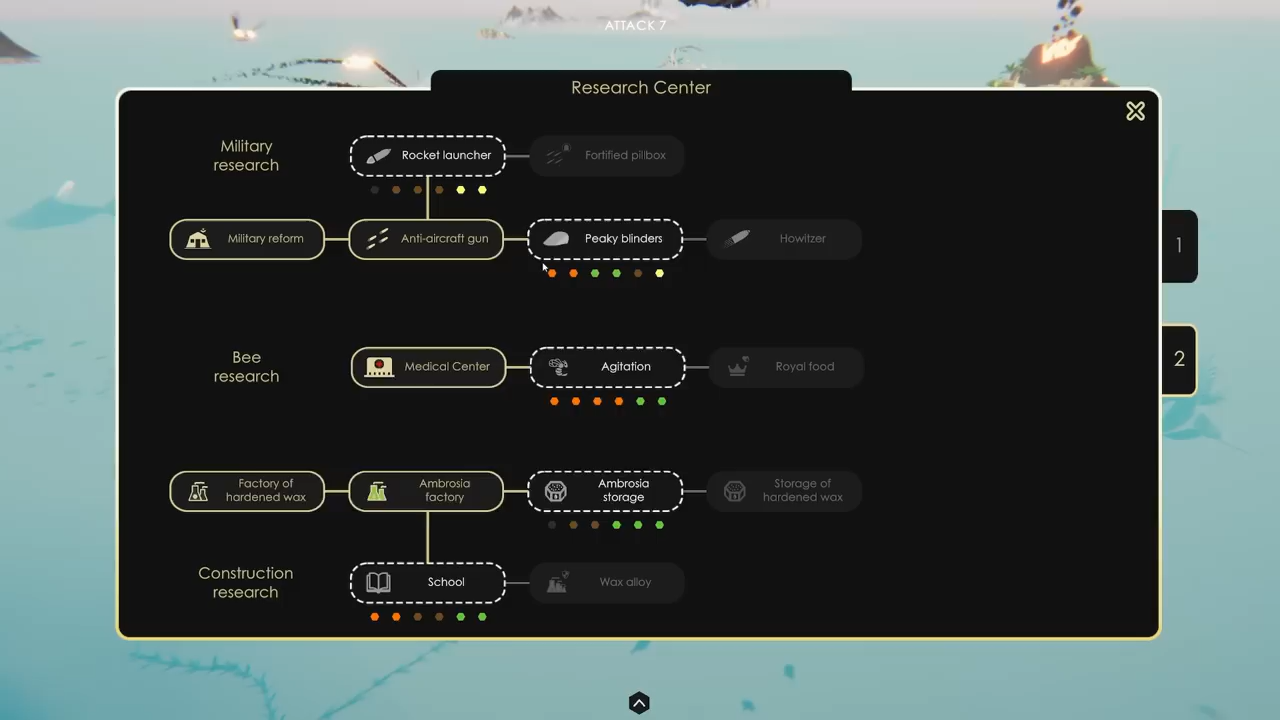 ATTACK 7
Research Center
Military
research
Rocket launcher
Fortified pillbox
Military reform
Anti-aircraft gun
Peaky blinders
Howitzer
1
Bee
research
Medical Center
Agitation
Royal food
2
Factory of
hardened wax
Ambrosia
factory
Ambrosia
storage
Storage of
hardened wax
Construction
research
School
Wax alloy